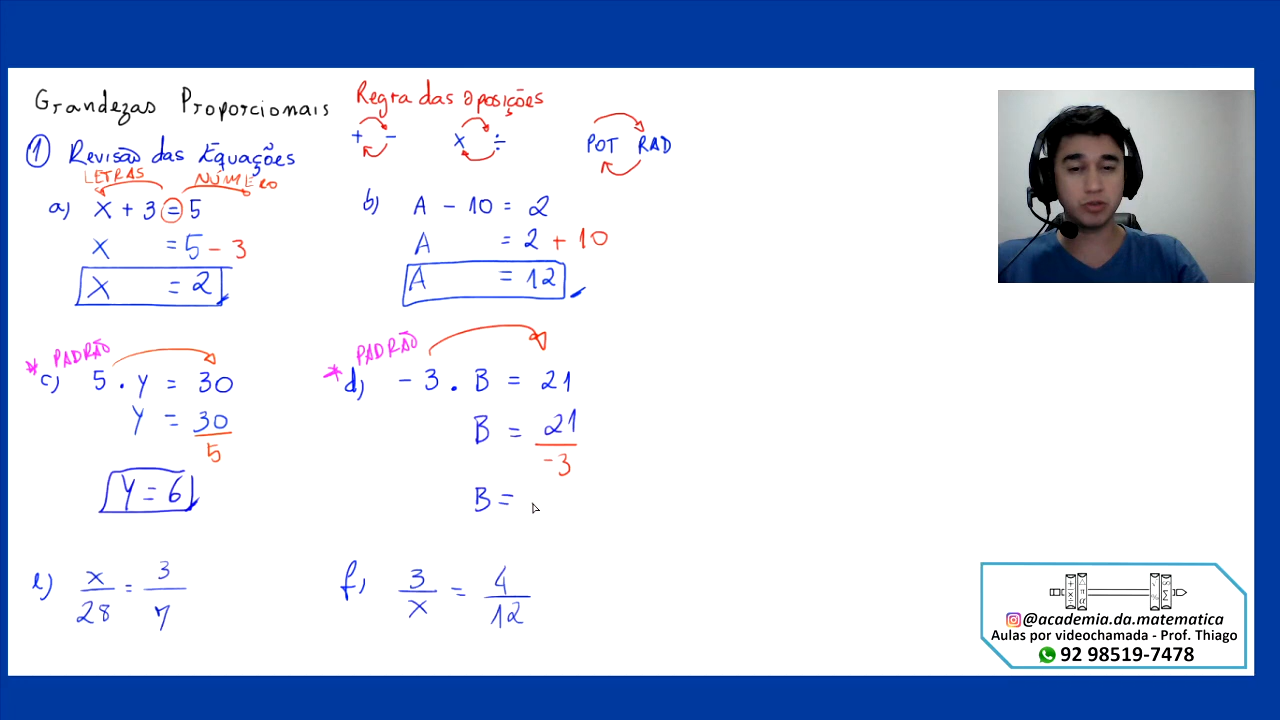 Grandezas Proporcionais
Regra das Oposições
+ -
x ÷
POT RAD
1 Revisão das Equações
LETRAS NÚMERO
a) x + 3 = 5
x = 5 - 3
x = 2
b) A - 10 = 2
A = 2 + 10
A = 12
* PADRÃO
c) 5 . y = 30
y = 30/5
y = 6
* PADRÃO
d) -3 . B = 21
B = 21/-3
B =
e) x/28 = 3/7
f) 3/x = 4/12
@academia.da.matematica
Aulas por videochamada - Prof. Thiago
92 98519-7478